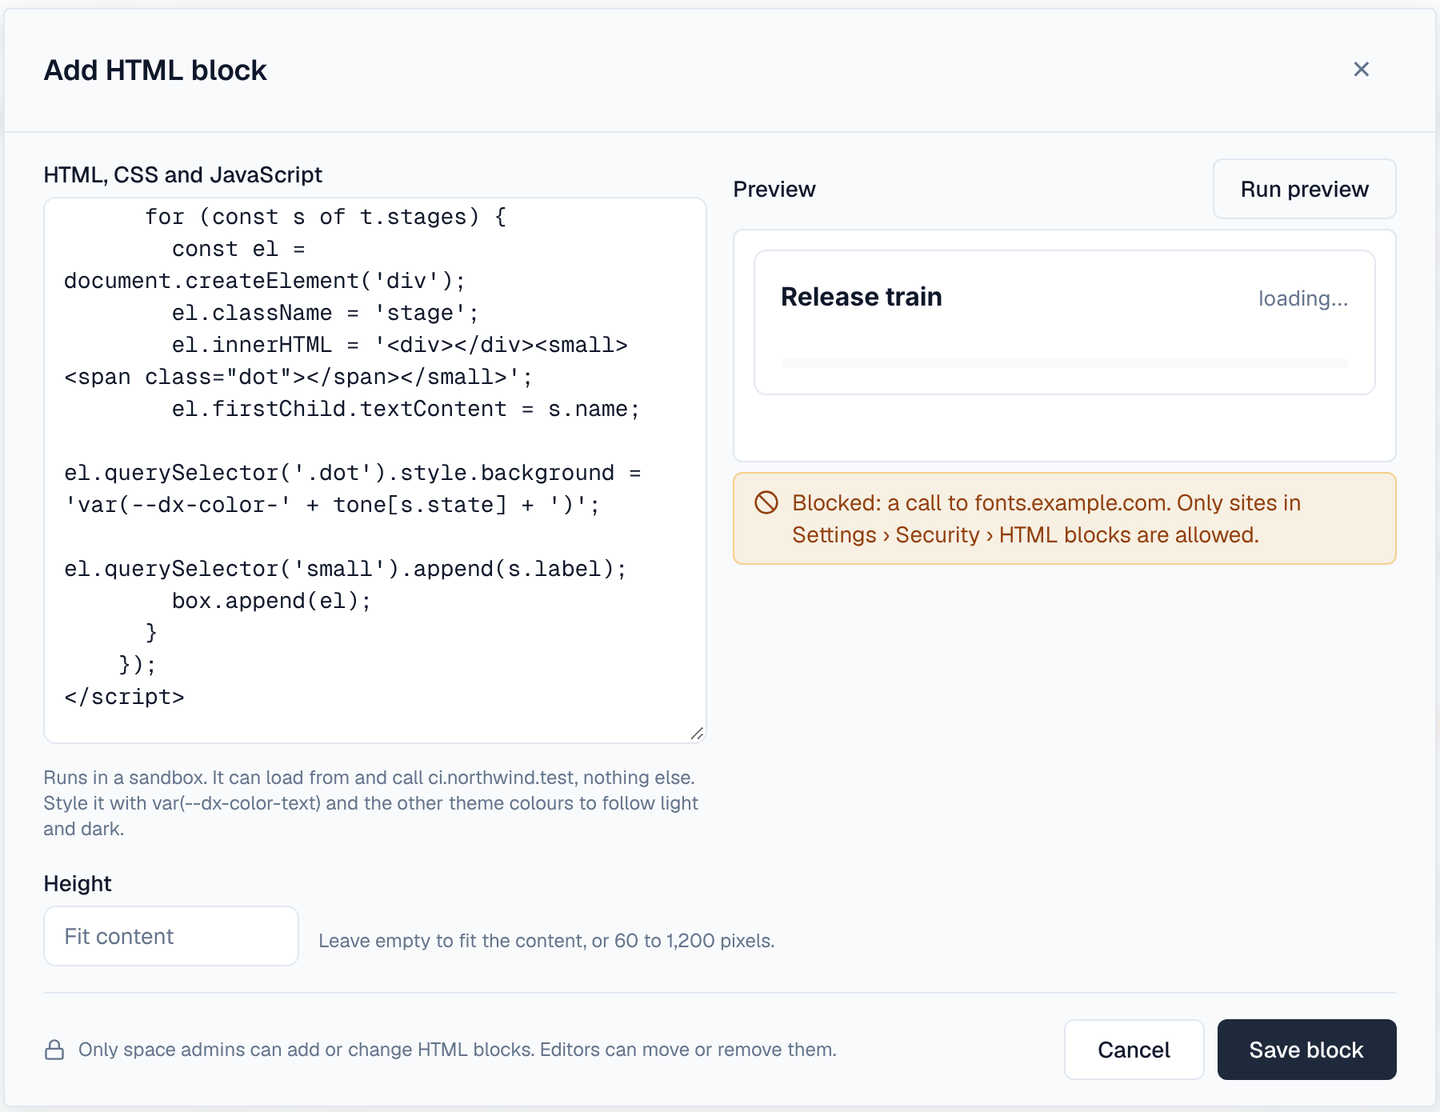 Add HTML block
HTML, CSS and JavaScript
for (const s of t.stages) {
const el =
document.createElement('div');
el.className = 'stage';
el.innerHTML = '<div></div><small>
<span class="dot"></span></small>';
el.firstChild.textContent = s.name;
el.querySelector('.dot').style.background =
'var(--dx-color-' + tone[s.state] + ')';
el.querySelector('small').append(s.label);
box.append(el);
}
});
</script>
Runs in a sandbox. It can load from and call ci.northwind.test, nothing else.
Style it with var(--dx-color-text) and the other theme colours to follow light
and dark.
Preview
Run preview
Release train
loading...
Blocked: a call to fonts.example.com. Only sites in
Settings › Security › HTML blocks are allowed.
Height
Fit content
Leave empty to fit the content, or 60 to 1,200 pixels.
Only space admins can add or change HTML blocks. Editors can move or remove them.
Cancel
Save block